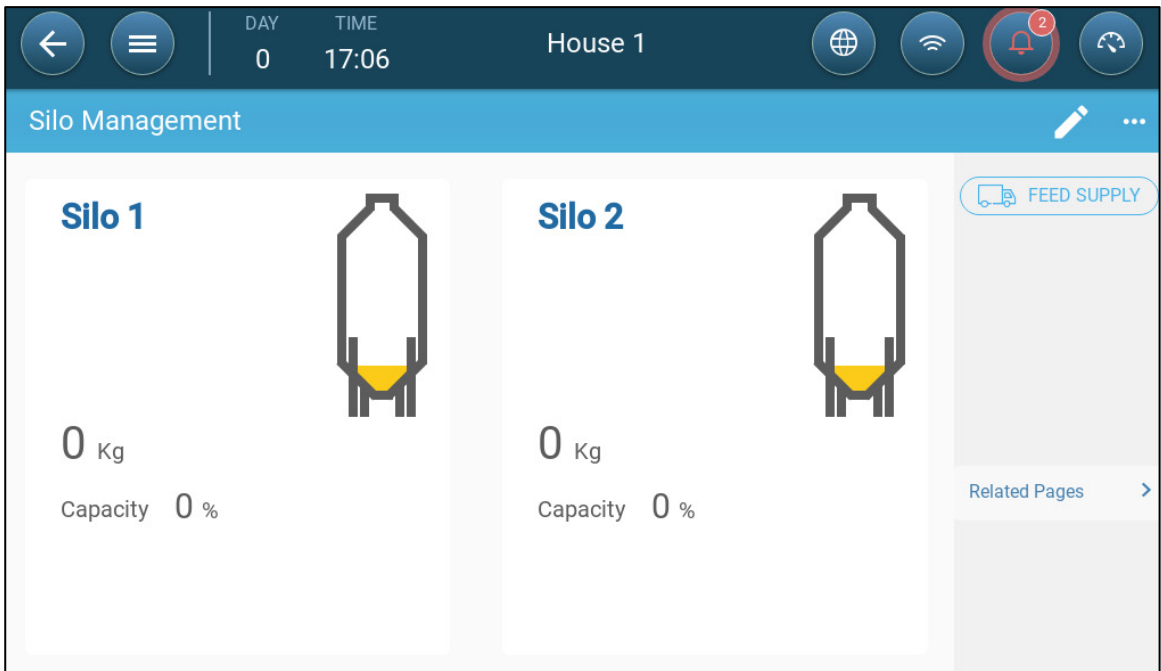 DAY TIME
0 17:06
House 1
2
Silo Management
Silo 1
0 Kg
Capacity 0 %
Silo 2
0 Kg
Capacity 0 %
FEED SUPPLY
Related Pages